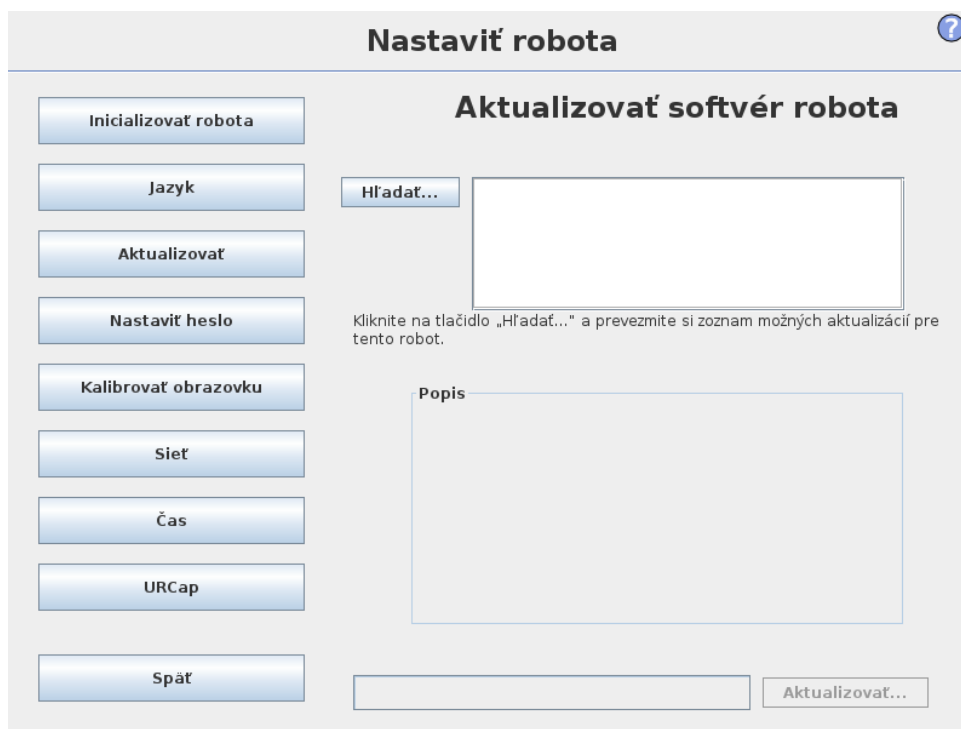 Nastaviť robota
?
Inicializovať robota
Jazyk
Aktualizovať
Nastaviť heslo
Kalibrovať obrazovku
Sieť
Čas
URCap
Späť
Aktualizovať softvér robota
Hľadať...
Kliknite na tlačidlo „Hľadať..." a prevezmite si zoznam možných aktualizácií pre
tento robot.
Popis
Aktualizovať...